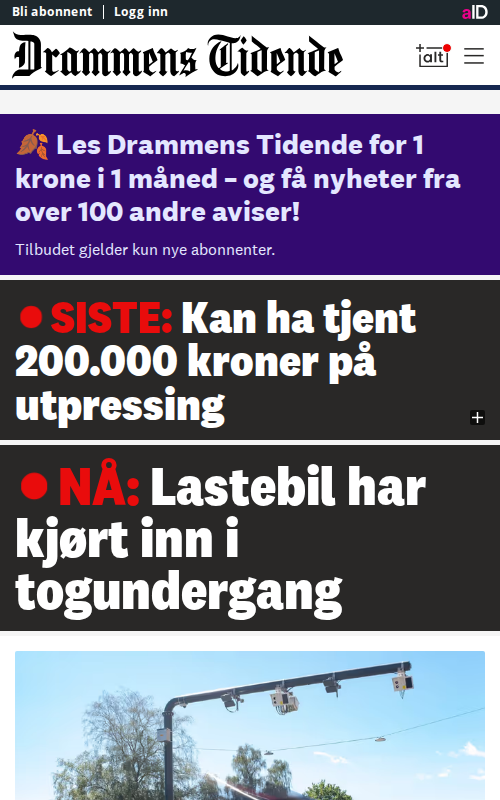 Bli abonnent | Logg inn
aID
Drammens Tidende
+alt
🍂 Les Drammens Tidende for 1
krone i 1 måned – og få nyheter fra
over 100 andre aviser!
Tilbudet gjelder kun nye abonnenter.
SISTE: Kan ha tjent
200.000 kroner på
utpressing
NÅ: Lastebil har
kjørt inn i
togundergang